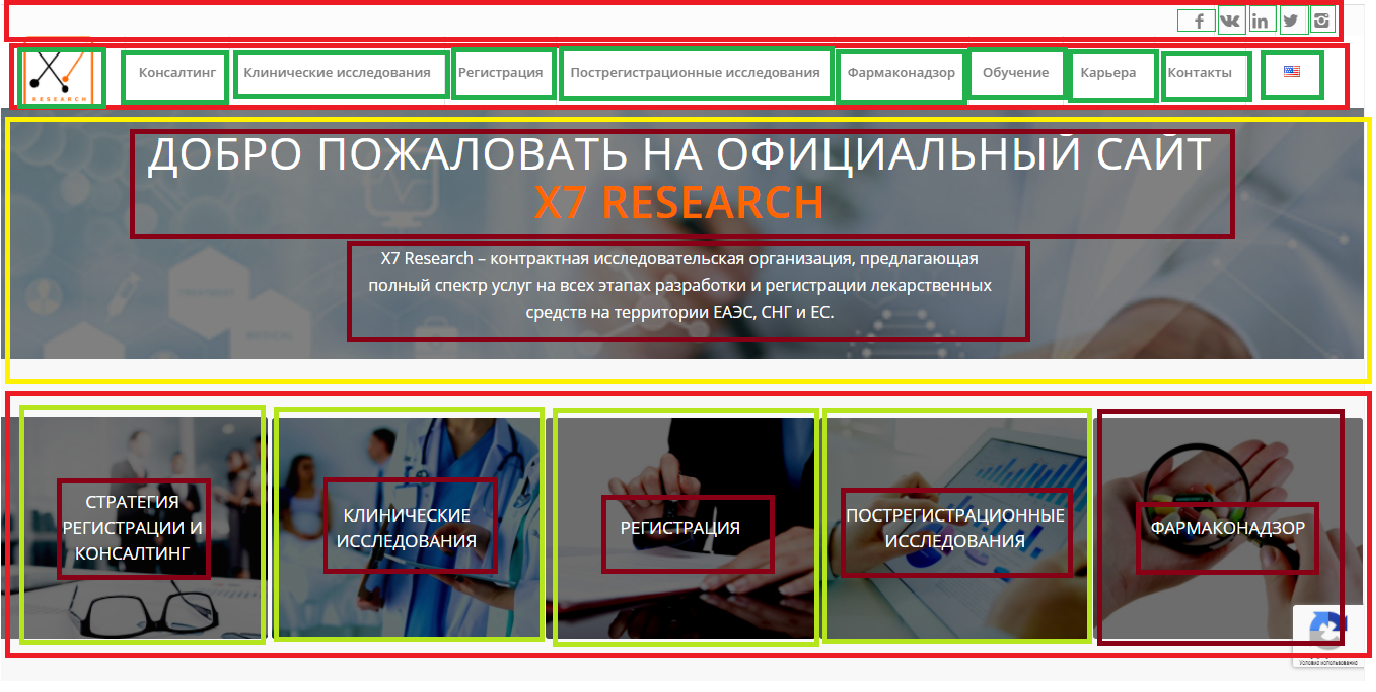 f
VK
in
X7
RESEARCH
Консалтинг
Клинические исследования
Регистрация
Пострегистрационные исследования
Фармаконадзор
Обучение
Карьера
Контакты
ДОБРО ПОЖАЛОВАТЬ НА ОФИЦИАЛЬНЫЙ САЙТ
X7 RESEARCH
X7 Research – контрактная исследовательская организация, предлагающая
полный спектр услуг на всех этапах разработки и регистрации лекарственных
средств на территории ЕАЭС, СНГ и ЕС.
СТРАТЕГИЯ
РЕГИСТРАЦИИ И
КОНСАЛТИНГ
КЛИНИЧЕСКИЕ
ИССЛЕДОВАНИЯ
РЕГИСТРАЦИЯ
ПОСТРЕГИСТРАЦИОННЫЕ
ИССЛЕДОВАНИЯ
ФАРМАКОНАДЗОР
Условия использования